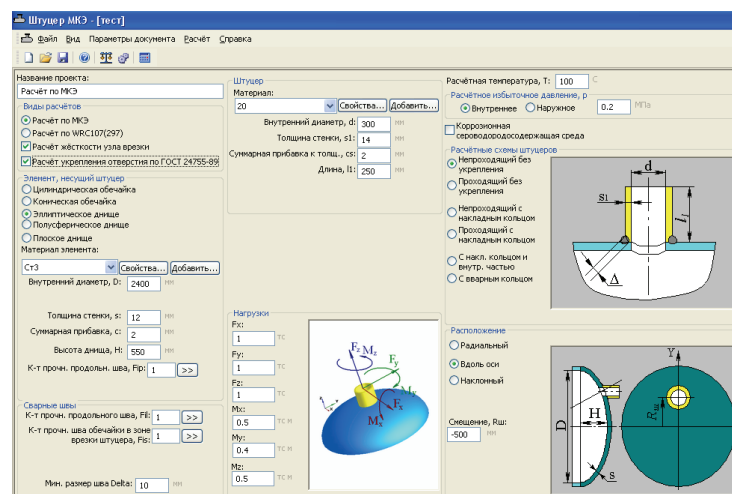 Штуцер МКЭ - [тест]
Файл Вид Параметры документа Расчёт Справка
Название проекта:
Расчёт по МКЭ
Виды расчётов
Расчёт по МКЭ
Расчёт по WRC107(297)
Расчёт жёсткости узла врезки
Расчёт укрепления отверстия по ГОСТ 24755-89
Элемент, несущий штуцер
Цилиндрическая обечайка
Коническая обечайка
Эллиптическое днище
Полусферическое днище
Плоское днище
Материал элемента:
Ст3 Свойства... Добавить...
Внутренний диаметр, D: 2400 мм
Толщина стенки, s: 12 мм
Суммарная прибавка, c: 2 мм
Высота днища, H: 550 мм
К-т прочн. продольн. шва, Fip: 1 >>
Сварные швы
К-т прочн. продольного шва, Fil: 1 >>
К-т прочн. шва обечайки в зоне
врезки штуцера, Fis: 1 >>
Мин. размер шва Delta: 10 мм
Штуцер
Материал:
20 Свойства... Добавить...
Внутренний диаметр, d: 300 мм
Толщина стенки, s1: 14 мм
Суммарная прибавка к толщ., cs: 2 мм
Длина, l1: 250 мм
Нагрузки
Fx:
1 ТС
Fy:
1 ТС
Fz:
1 ТС
Mx:
0.5 ТС М
My:
0.4 ТС М
Mz:
0.5 ТС М
Fz Mz
Fy
My
Fx
Mx
Расчётная температура, T: 100 C
Расчётное избыточное давление, p
Внутреннее Наружное 0.2 МПа
Коррозионная
сероводородосодержащая среда
Расчётные схемы штуцеров
Непроходящий без
укрепления
Проходящий без
укрепления
Непроходящий с
накладным кольцом
Проходящий с
накладным кольцом
С накл. кольцом и
внутр. частью
С вварным кольцом
d
s1
l1
Δ
Расположение
Радиальный
Вдоль оси
Наклонный
Смещение, Rш:
-500 мм
Y
D
H
Rш
s